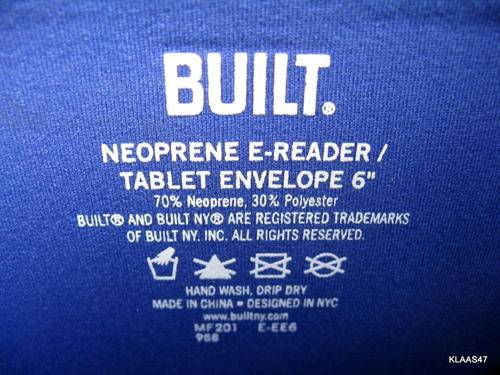 BUILT®
NEOPRENE E-READER /
TABLET ENVELOPE 6"
70% Neoprene, 30% Polyester
BUILT® AND BUILT NY® ARE REGISTERED TRADEMARKS
OF BUILT NY. INC. ALL RIGHTS RESERVED.
HAND WASH, DRIP DRY
MADE IN CHINA • DESIGNED IN NYC
www.builtny.com
MF201 E-EE6
958
KLAAS47